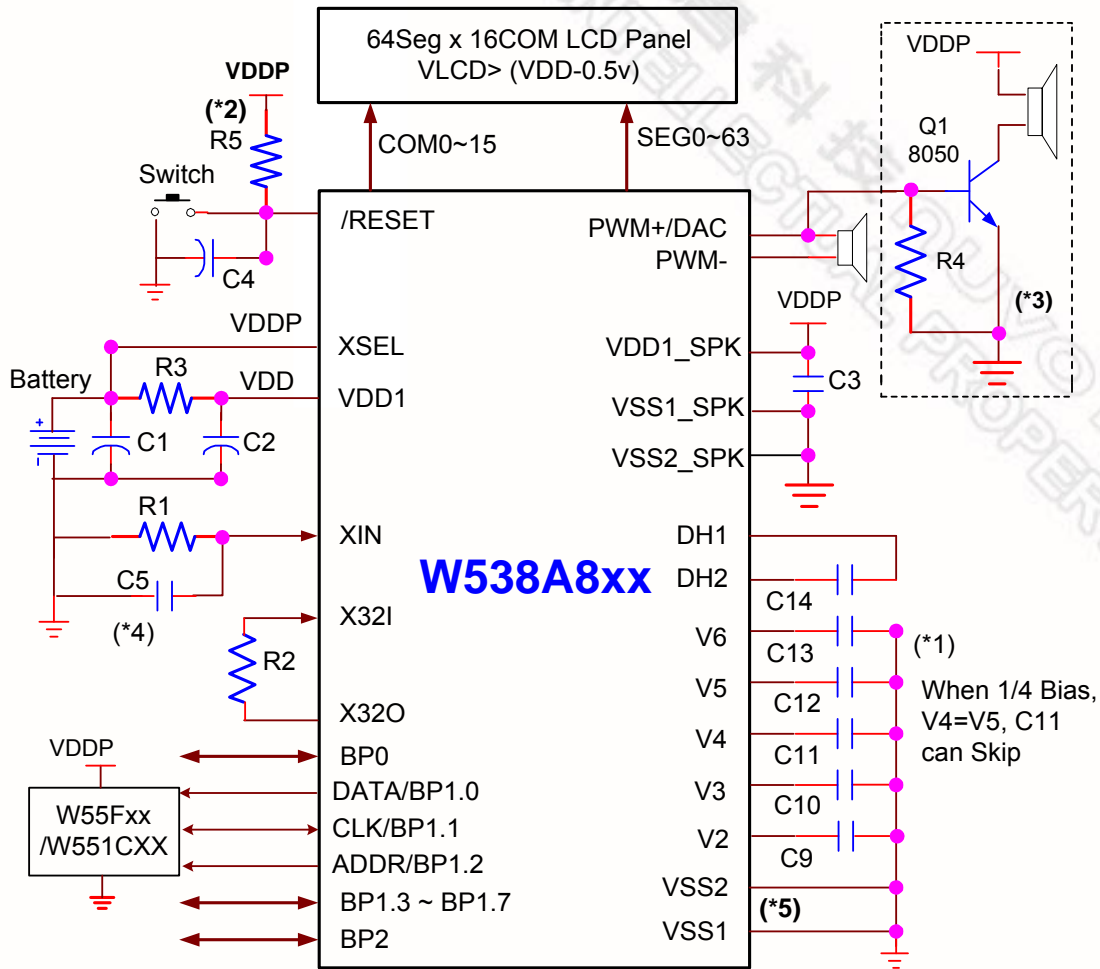 64Seg x 16COM LCD Panel
VLCD> (VDD-0.5v)
VDDP
(*2)
R5
COM0~15
SEG0~63
Switch
C4
/RESET
VDDP
XSEL
Battery
R3
VDD
VDD1
+
-
C1
C2
R1
XIN
C5
(*4)
X32I
R2
X32O
VDDP
BP0
W55Fxx
/W551CXX
DATA/BP1.0
CLK/BP1.1
ADDR/BP1.2
BP1.3 ~ BP1.7
BP2
W538A8xx
PWM+/DAC
PWM-
VDDP
Q1
8050
R4
(*3)
VDDP
VDD1_SPK
C3
VSS1_SPK
VSS2_SPK
DH1
DH2
C14
V6
C13
(*1)
V5
C12
When 1/4 Bias,
V4=V5, C11
can Skip
V4
C11
V3
C10
V2
C9
VSS2
(*5)
VSS1
科技
INTELLECTUAL PROPER